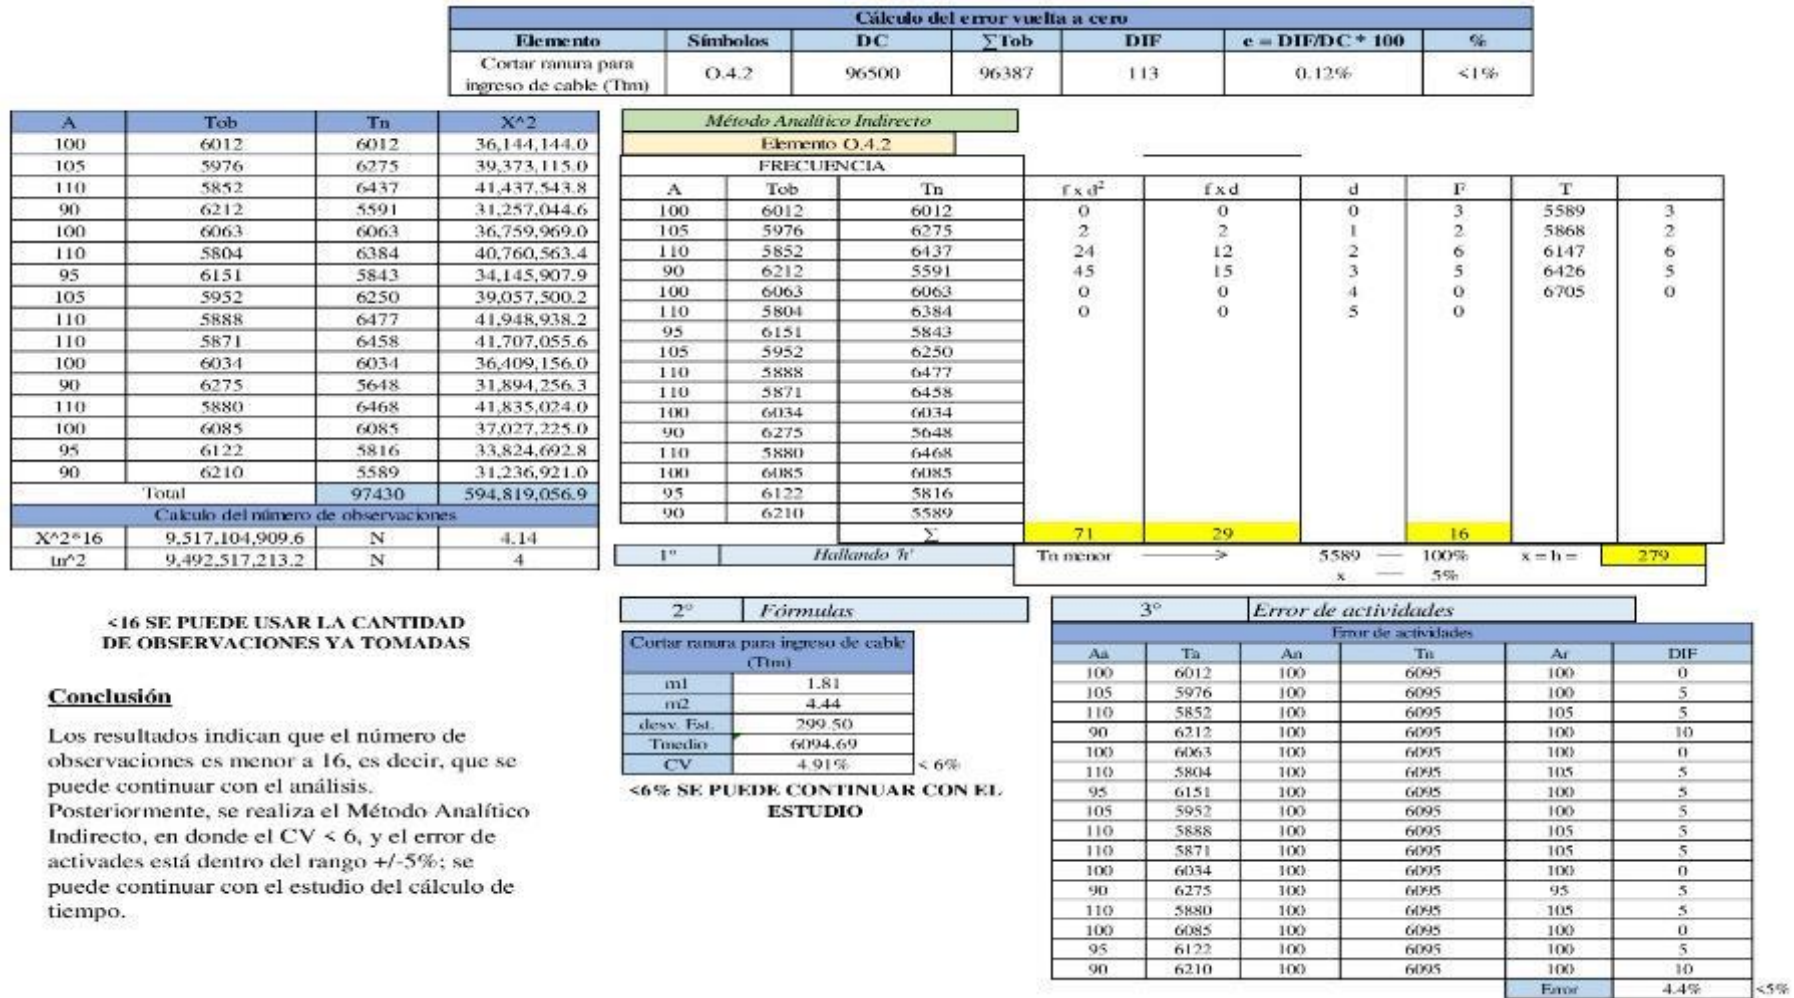 Cálculo del error vuelta a cero
Elemento Símbolos DC ∑Tob DIF e = DIF/DC * 100 %
Cortar ranura para ingreso de cable (Ttm) O.4.2 96500 96387 113 0.12% <1%
A Tob Tn X^2
100 6012 6012 36,144,144.0
105 5976 6275 39,373,115.0
110 5852 6437 41,437,543.8
90 6212 5591 31,257,044.6
100 6063 6063 36,759,969.0
110 5804 6384 40,760,563.4
95 6151 5843 34,145,907.9
105 5952 6250 39,057,500.2
110 5888 6477 41,948,938.2
110 5871 6458 41,707,055.6
100 6034 6034 36,409,156.0
90 6275 5648 31,894,256.3
110 5880 6468 41,835,024.0
100 6085 6085 37,027,225.0
95 6122 5816 33,824,692.8
90 6210 5589 31,236,921.0
Total 97430 594,819,056.9
Calculo del número de observaciones
X^2*16 9,517,104,909.6 N 4.14
tn^2 9,492,517,213.2 N 4
<16 SE PUEDE USAR LA CANTIDAD
DE OBSERVACIONES YA TOMADAS
Conclusión
Los resultados indican que el número de
observaciones es menor a 16, es decir, que se
puede continuar con el análisis.
Posteriormente, se realiza el Método Analítico
Indirecto, en donde el CV < 6, y el error de
activades está dentro del rango +/-5%; se
puede continuar con el estudio del cálculo de
tiempo.
Método Analítico Indirecto
Elemento O.4.2
FRECUENCIA
A Tob Tn f x d² f x d d F T
100 6012 6012 0 0 0 3 5589 3
105 5976 6275 2 2 1 2 5868 2
110 5852 6437 24 12 2 6 6147 6
90 6212 5591 45 15 3 5 6426 5
100 6063 6063 0 0 4 0 6705 0
110 5804 6384 0 0 5 0
95 6151 5843
105 5952 6250
110 5888 6477
110 5871 6458
100 6034 6034
90 6275 5648
110 5880 6468
100 6085 6085
95 6122 5816
90 6210 5589
∑ 71 29 16
1° Hallando 'h' Tn menor > 5589 — 100% x = h = 279
x — 5%
2° Fórmulas
Cortar ranura para ingreso de cable
(Ttm)
m1 1.81
m2 4.44
desv. Est. 299.50
Tmedio 6094.69
CV 4.91% < 6%
<6% SE PUEDE CONTINUAR CON EL
ESTUDIO
3° Error de actividades
Error de actividades
Aa Ta An Tn Ar DIF
100 6012 100 6095 100 0
105 5976 100 6095 100 5
110 5852 100 6095 105 5
90 6212 100 6095 100 10
100 6063 100 6095 100 0
110 5804 100 6095 105 5
95 6151 100 6095 100 5
105 5952 100 6095 100 5
110 5888 100 6095 105 5
110 5871 100 6095 105 5
100 6034 100 6095 100 0
90 6275 100 6095 95 5
110 5880 100 6095 105 5
100 6085 100 6095 100 0
95 6122 100 6095 100 5
90 6210 100 6095 100 10
Error 4.4% <5%